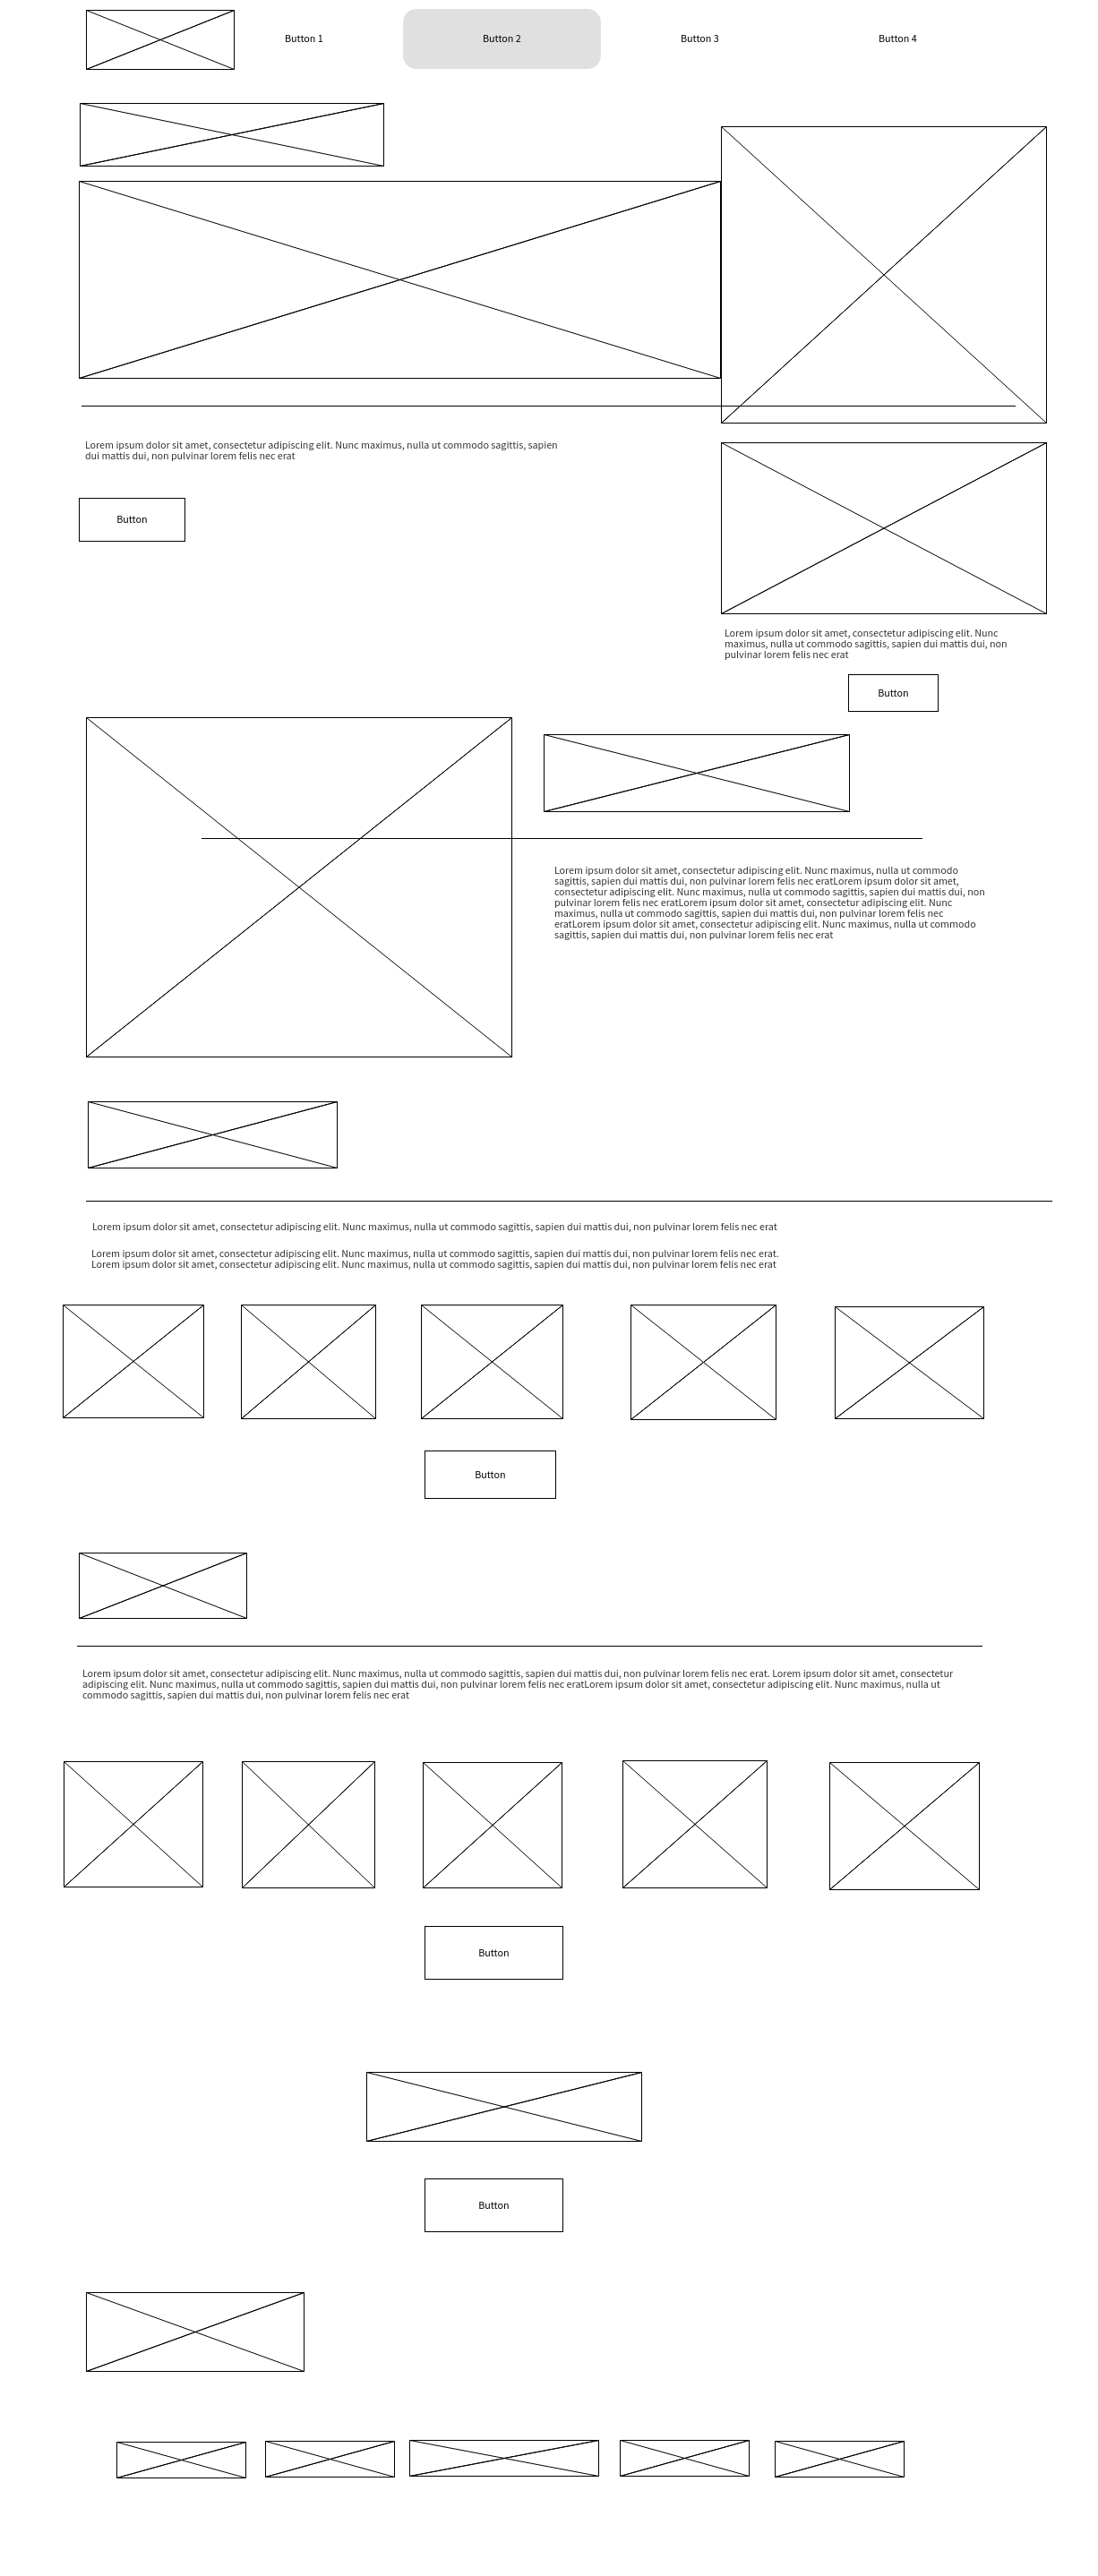 Button 1
Button 2
Button 3
Button 4
Lorem ipsum dolor sit amet, consectetur adipiscing elit. Nunc maximus, nulla ut commodo sagittis, sapien
dui mattis dui, non pulvinar lorem felis nec erat
Button
Lorem ipsum dolor sit amet, consectetur adipiscing elit. Nunc
maximus, nulla ut commodo sagittis, sapien dui mattis dui, non
pulvinar lorem felis nec erat
Button
Lorem ipsum dolor sit amet, consectetur adipiscing elit. Nunc maximus, nulla ut commodo
sagittis, sapien dui mattis dui, non pulvinar lorem felis nec eratLorem ipsum dolor sit amet,
consectetur adipiscing elit. Nunc maximus, nulla ut commodo sagittis, sapien dui mattis dui, non
pulvinar lorem felis nec eratLorem ipsum dolor sit amet, consectetur adipiscing elit. Nunc
maximus, nulla ut commodo sagittis, sapien dui mattis dui, non pulvinar lorem felis nec
eratLorem ipsum dolor sit amet, consectetur adipiscing elit. Nunc maximus, nulla ut commodo
sagittis, sapien dui mattis dui, non pulvinar lorem felis nec erat
Lorem ipsum dolor sit amet, consectetur adipiscing elit. Nunc maximus, nulla ut commodo sagittis, sapien dui mattis dui, non pulvinar lorem felis nec erat
Lorem ipsum dolor sit amet, consectetur adipiscing elit. Nunc maximus, nulla ut commodo sagittis, sapien dui mattis dui, non pulvinar lorem felis nec erat.
Lorem ipsum dolor sit amet, consectetur adipiscing elit. Nunc maximus, nulla ut commodo sagittis, sapien dui mattis dui, non pulvinar lorem felis nec erat
Button
Lorem ipsum dolor sit amet, consectetur adipiscing elit. Nunc maximus, nulla ut commodo sagittis, sapien dui mattis dui, non pulvinar lorem felis nec erat. Lorem ipsum dolor sit amet, consectetur
adipiscing elit. Nunc maximus, nulla ut commodo sagittis, sapien dui mattis dui, non pulvinar lorem felis nec eratLorem ipsum dolor sit amet, consectetur adipiscing elit. Nunc maximus, nulla ut
commodo sagittis, sapien dui mattis dui, non pulvinar lorem felis nec erat
Button
Button